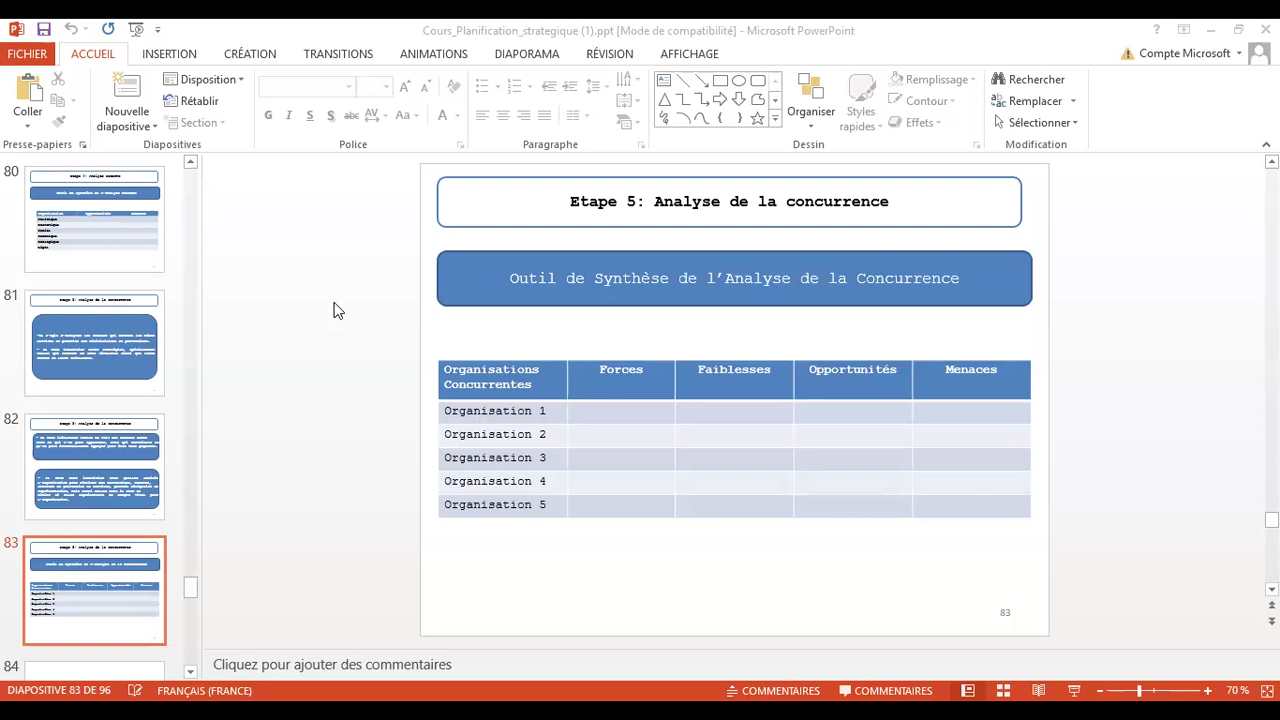 Cours_Planification_strategique (1).ppt [Mode de compatibilité] - Microsoft PowerPoint
FICHIER ACCUEIL INSERTION CRÉATION TRANSITIONS ANIMATIONS DIAPORAMA RÉVISION AFFICHAGE Compte Microsoft
Coller
Presse-papiers
Nouvelle
diapositive
Disposition
Rétablir
Section
Diapositives
Police
Paragraphe
Organiser
Styles
rapides
Remplissage
Contour
Effets
Dessin
Rechercher
Remplacer
Sélectionner
Modification
80
81
82
83
84
Etape 5: Analyse de la concurrence
Outil de Synthèse de l’Analyse de la Concurrence
Organisations Forces Faiblesses Opportunités Menaces
Concurrentes
Organisation 1
Organisation 2
Organisation 3
Organisation 4
Organisation 5
83
Cliquez pour ajouter des commentaires
DIAPOSITIVE 83 DE 96 FRANÇAIS (FRANCE) COMMENTAIRES COMMENTAIRES 70 %